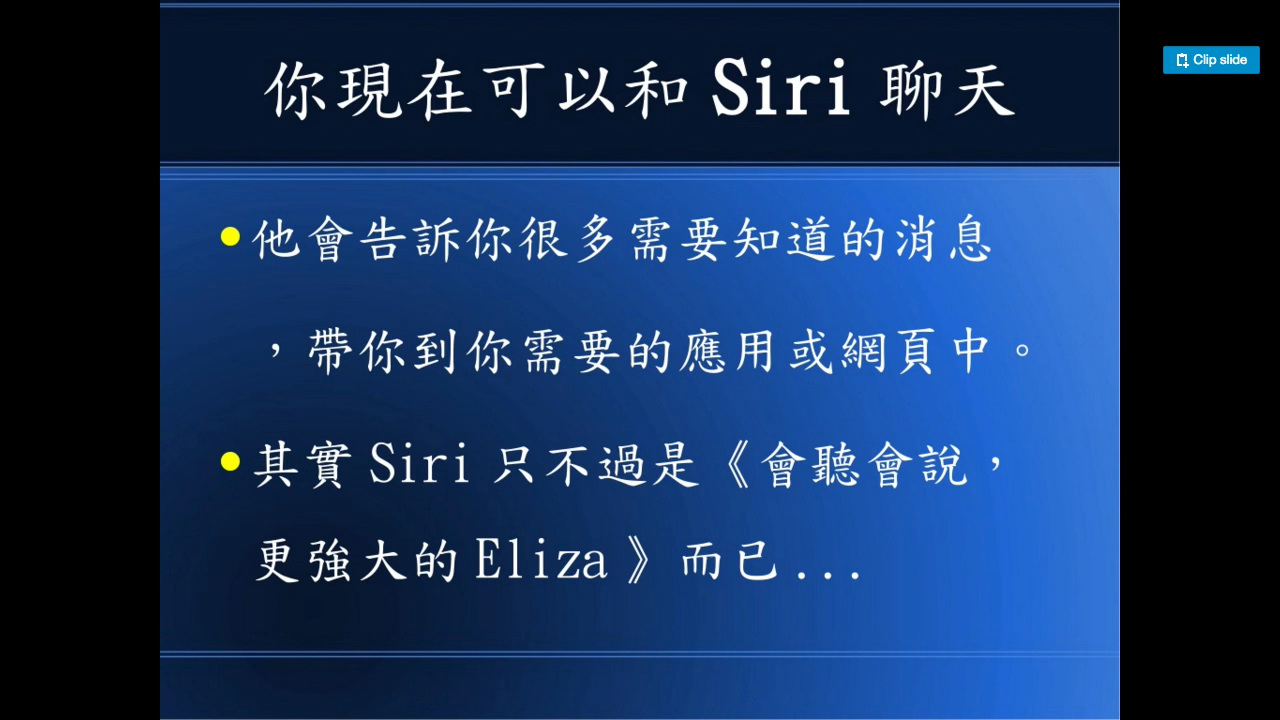 你現在可以和 Siri 聊天
Clip slide
他會告訴你很多需要知道的消息
，帶你到你需要的應用或網頁中。
其實 Siri 只不過是《會聽會說，
更強大的 Eliza 》而已...